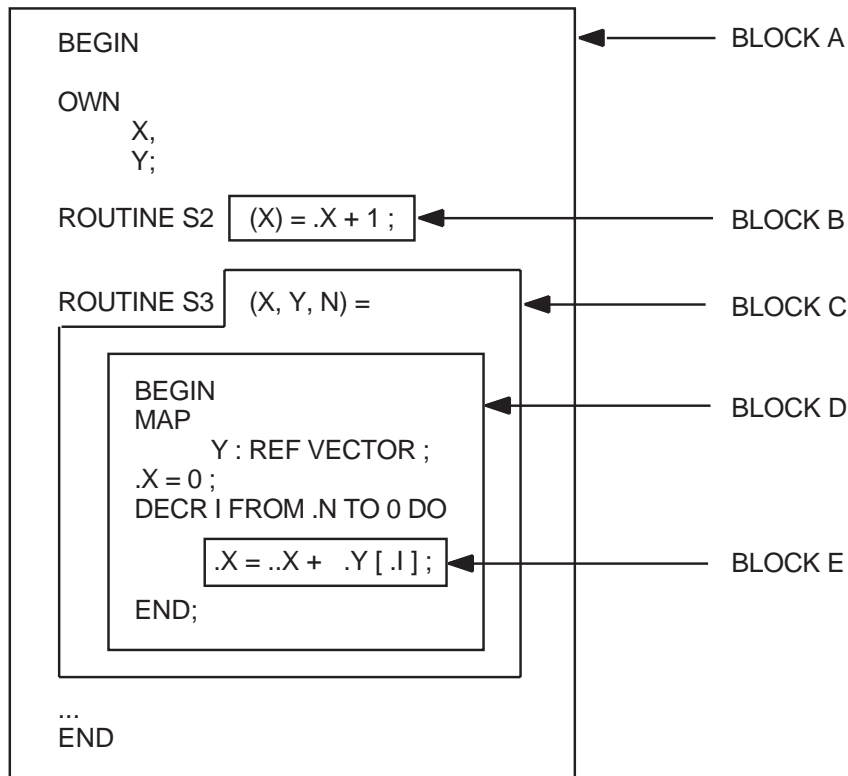 BEGIN BLOCK A
OWN
X,
Y;
ROUTINE S2 (X) = .X + 1 ; BLOCK B
ROUTINE S3 (X, Y, N) = BLOCK C
BEGIN
MAP BLOCK D
Y : REF VECTOR ;
.X = 0 ;
DECR I FROM .N TO 0 DO
.X = ..X + .Y [ .I ] ; BLOCK E
END;
...
END